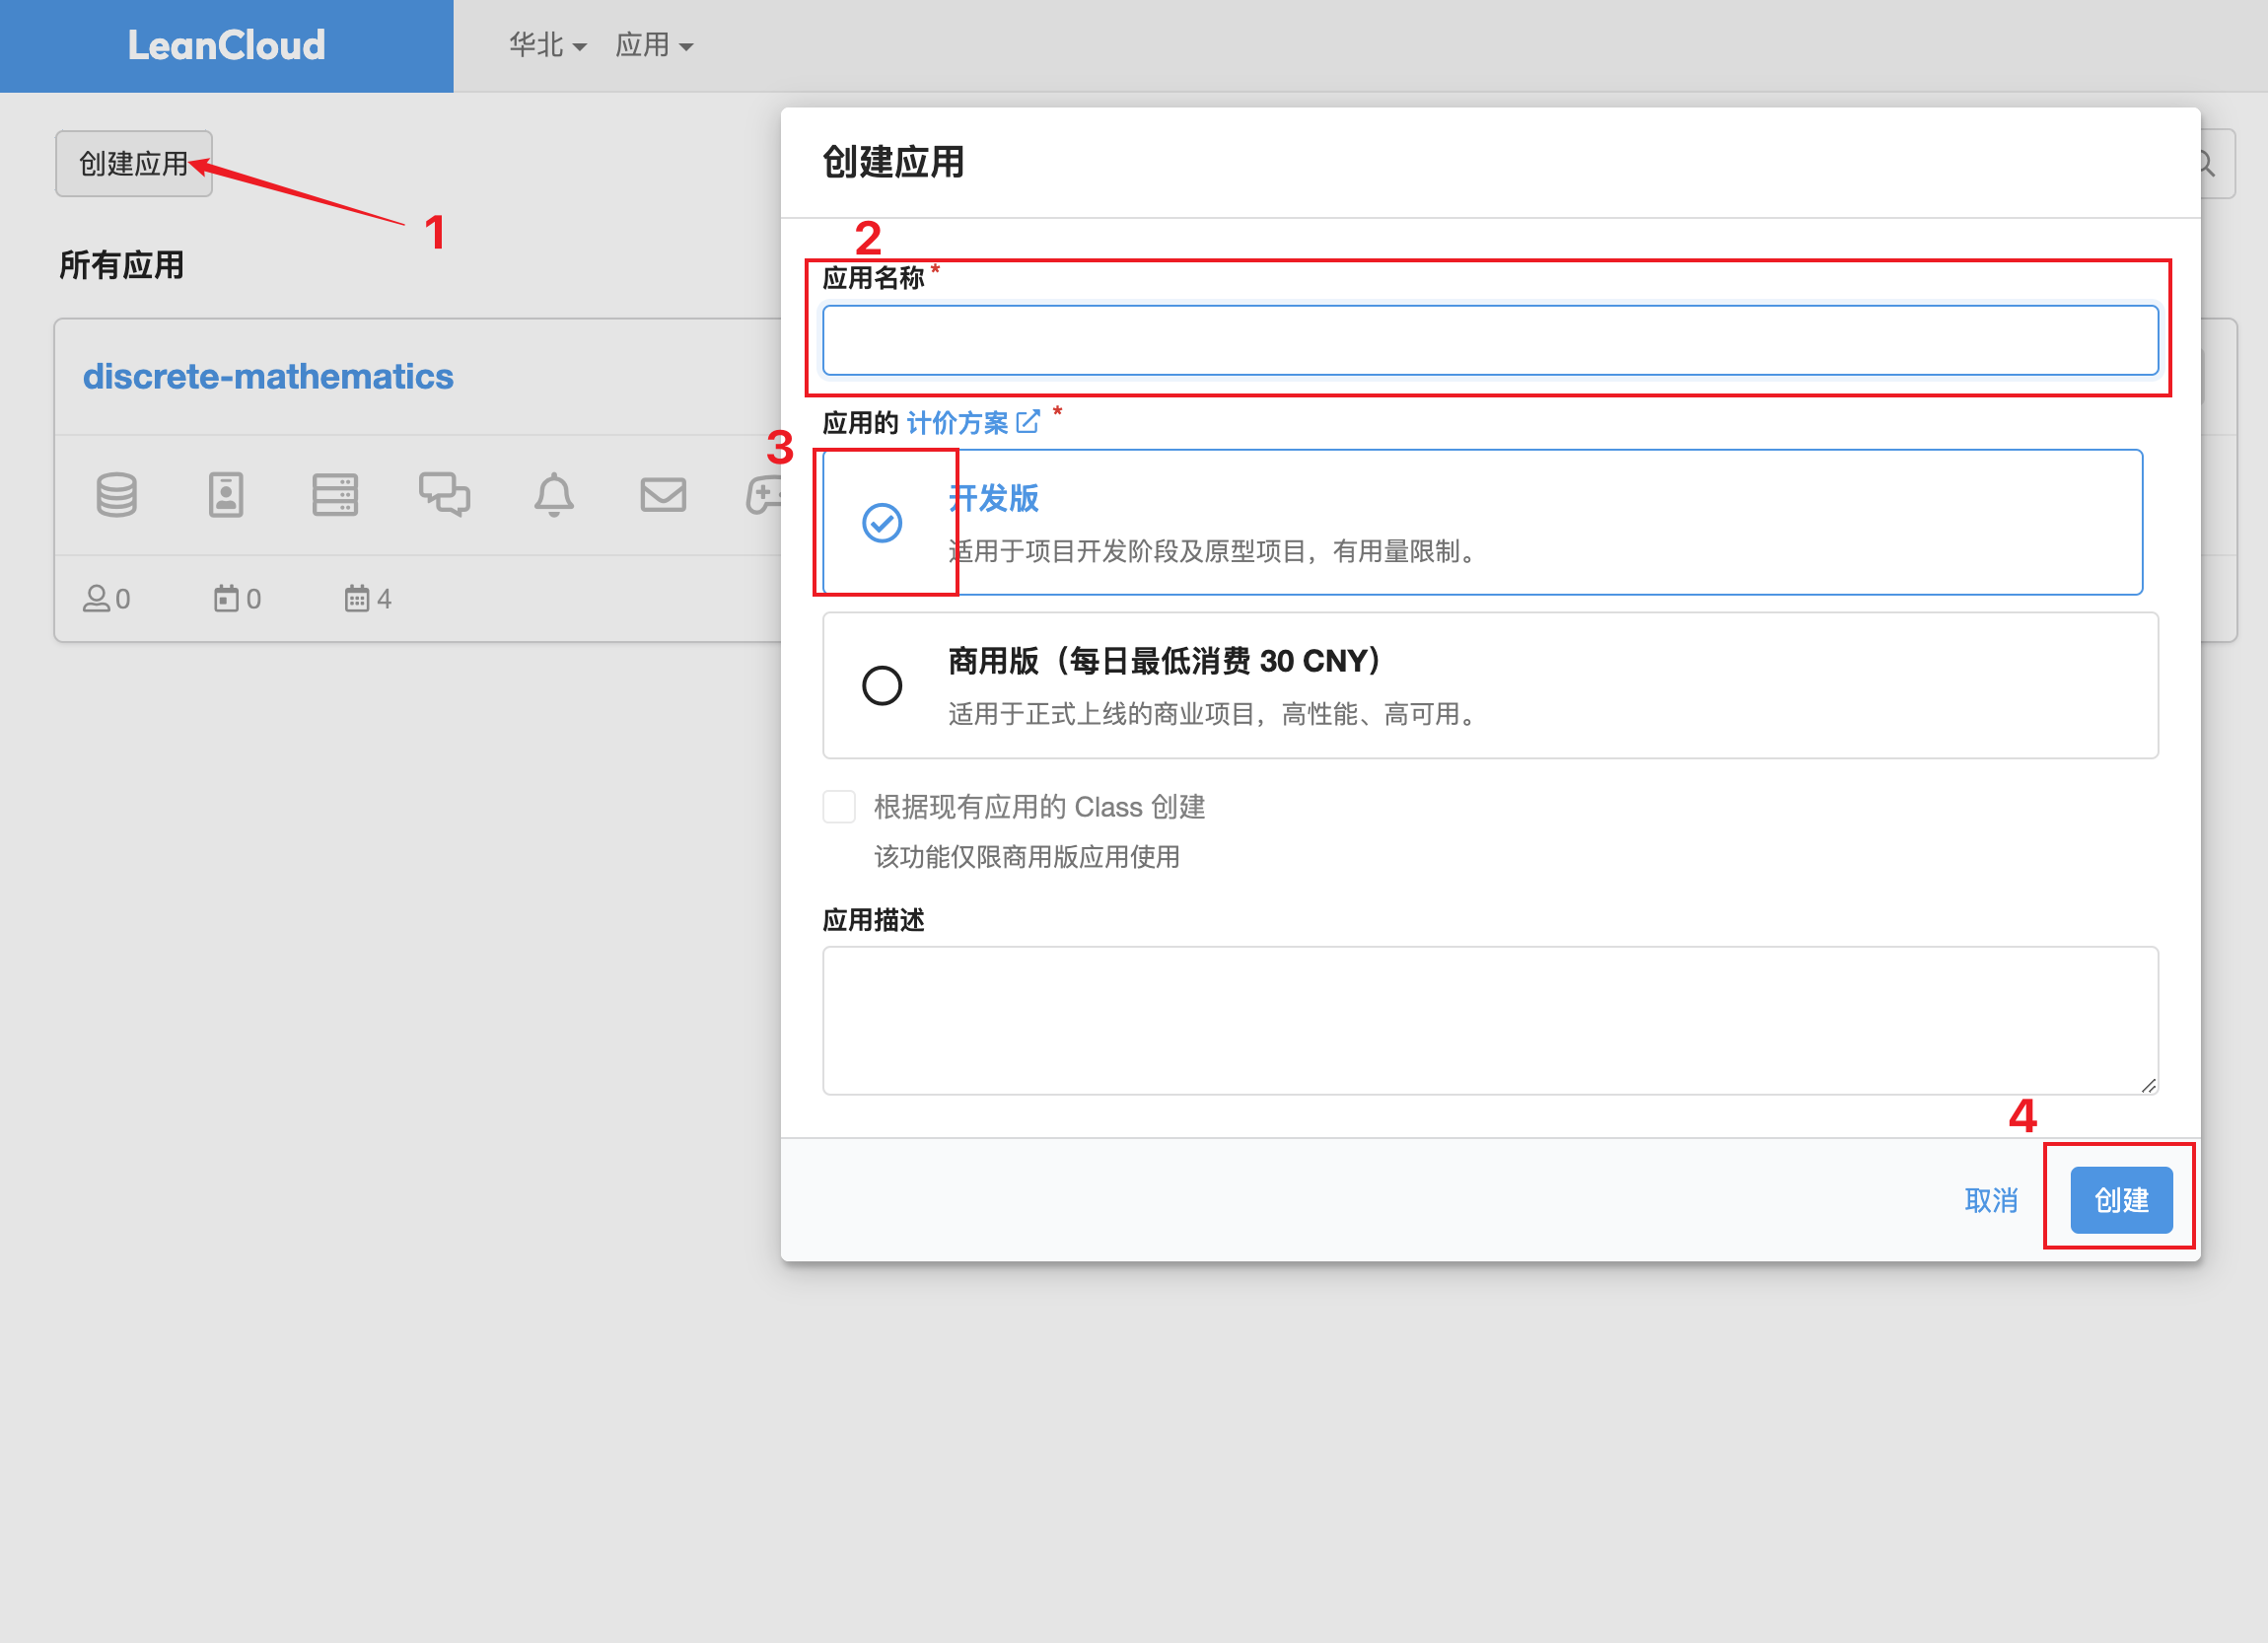 LeanCloud
华北 应用
创建应用
1
所有应用
discrete-mathematics
0 0 4
创建应用
2
应用名称 *
应用的 计价方案 *
3
开发版
适用于项目开发阶段及原型项目，有用量限制。
商用版（每日最低消费 30 CNY）
适用于正式上线的商业项目，高性能、高可用。
根据现有应用的 Class 创建
该功能仅限商用版应用使用
应用描述
4
取消 创建